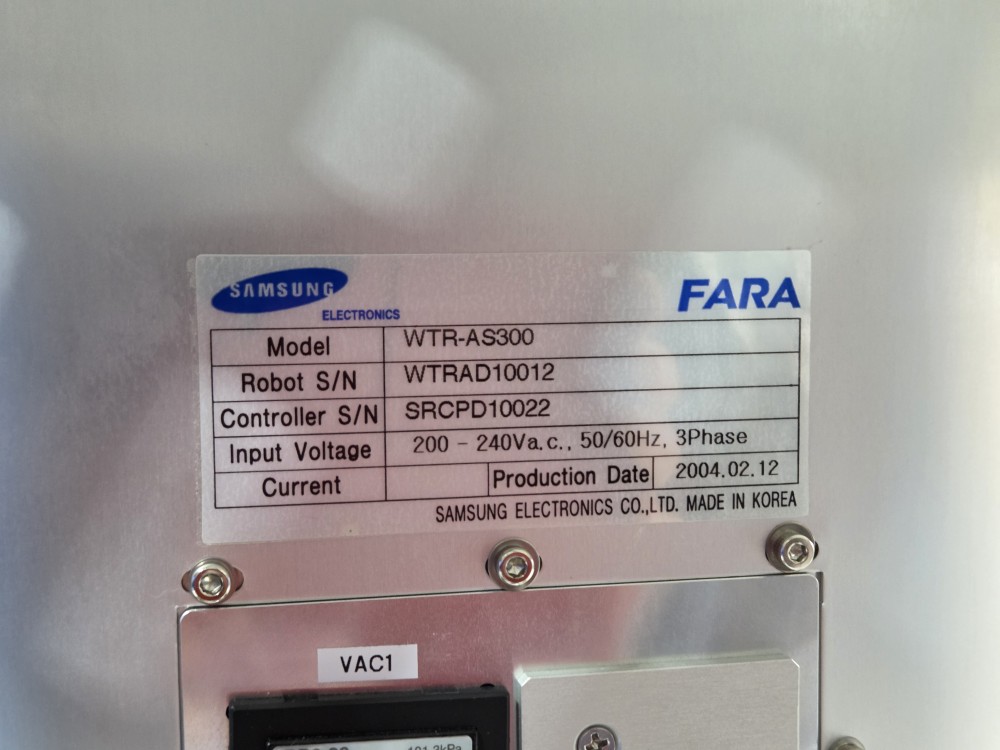 SAMSUNG
ELECTRONICS
FARA
Model WTR-AS300
Robot S/N WTRAD10012
Controller S/N SRCPD10022
Input Voltage 200 - 240Va.c., 50/60Hz, 3Phase
Current Production Date 2004.02.12
SAMSUNG ELECTRONICS CO.,LTD. MADE IN KOREA
VAC1